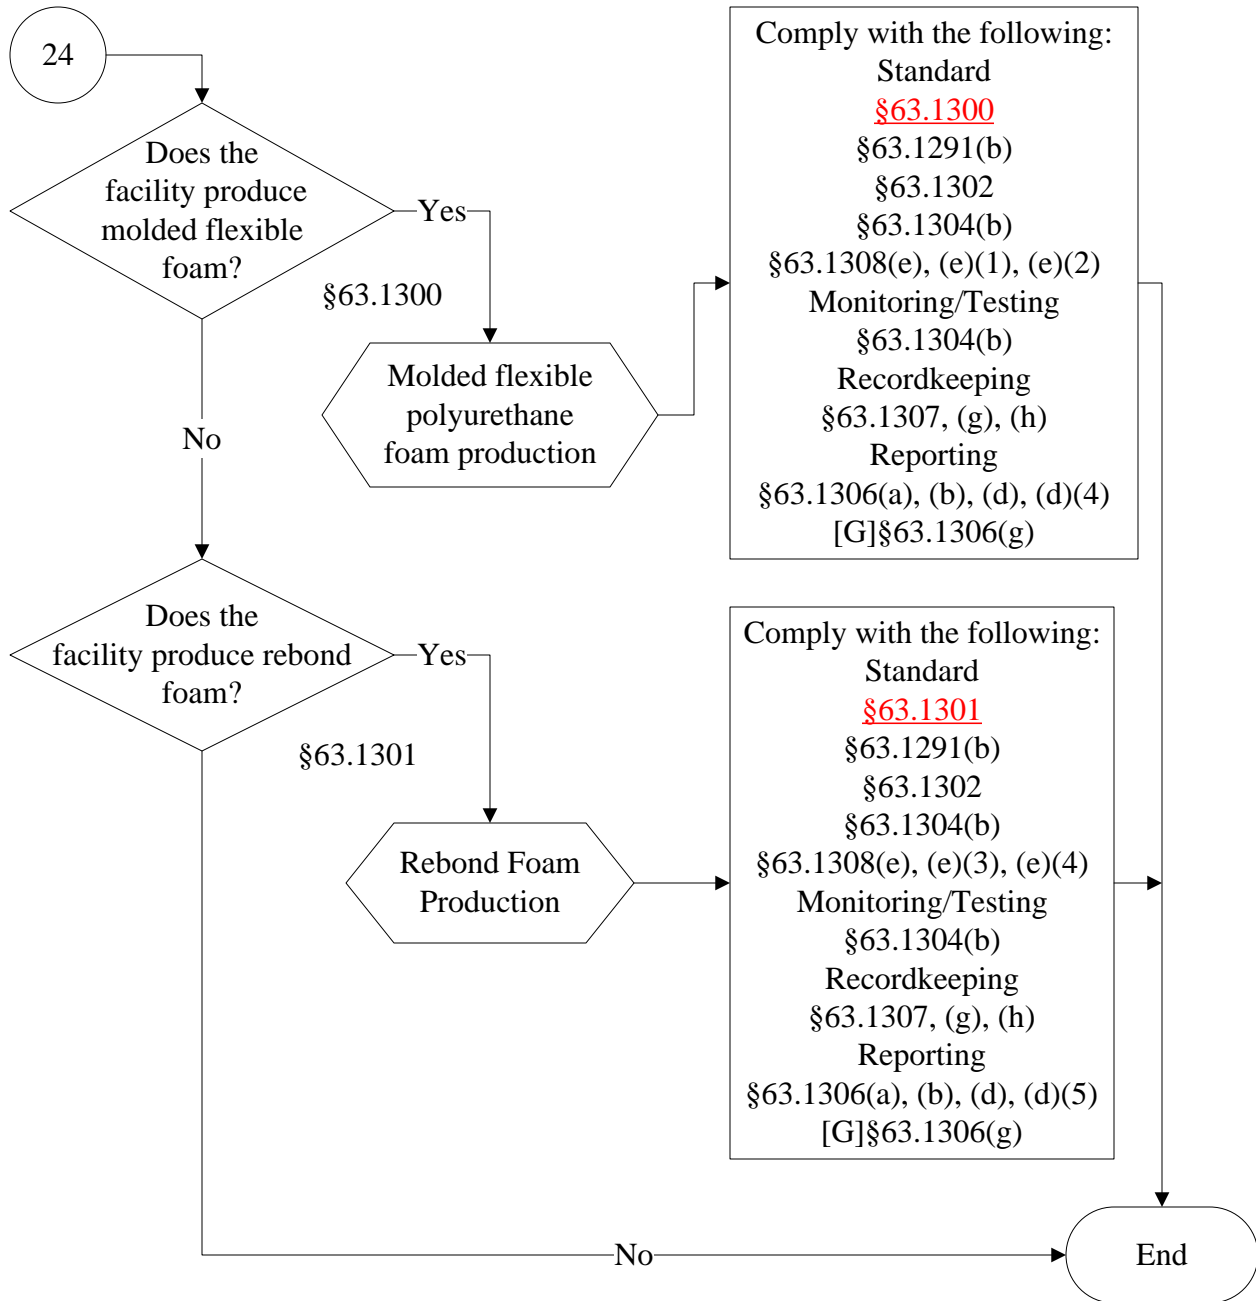 24
Does the
facility produce
molded flexible
foam?
Yes
§63.1300
Molded flexible
polyurethane
foam production
Comply with the following:
Standard
§63.1300
§63.1291(b)
§63.1302
§63.1304(b)
§63.1308(e), (e)(1), (e)(2)
Monitoring/Testing
§63.1304(b)
Recordkeeping
§63.1307, (g), (h)
Reporting
§63.1306(a), (b), (d), (d)(4)
[G]§63.1306(g)
No
Does the
facility produce rebond
foam?
Yes
§63.1301
Rebond Foam
Production
Comply with the following:
Standard
§63.1301
§63.1291(b)
§63.1302
§63.1304(b)
§63.1308(e), (e)(3), (e)(4)
Monitoring/Testing
§63.1304(b)
Recordkeeping
§63.1307, (g), (h)
Reporting
§63.1306(a), (b), (d), (d)(5)
[G]§63.1306(g)
No
End